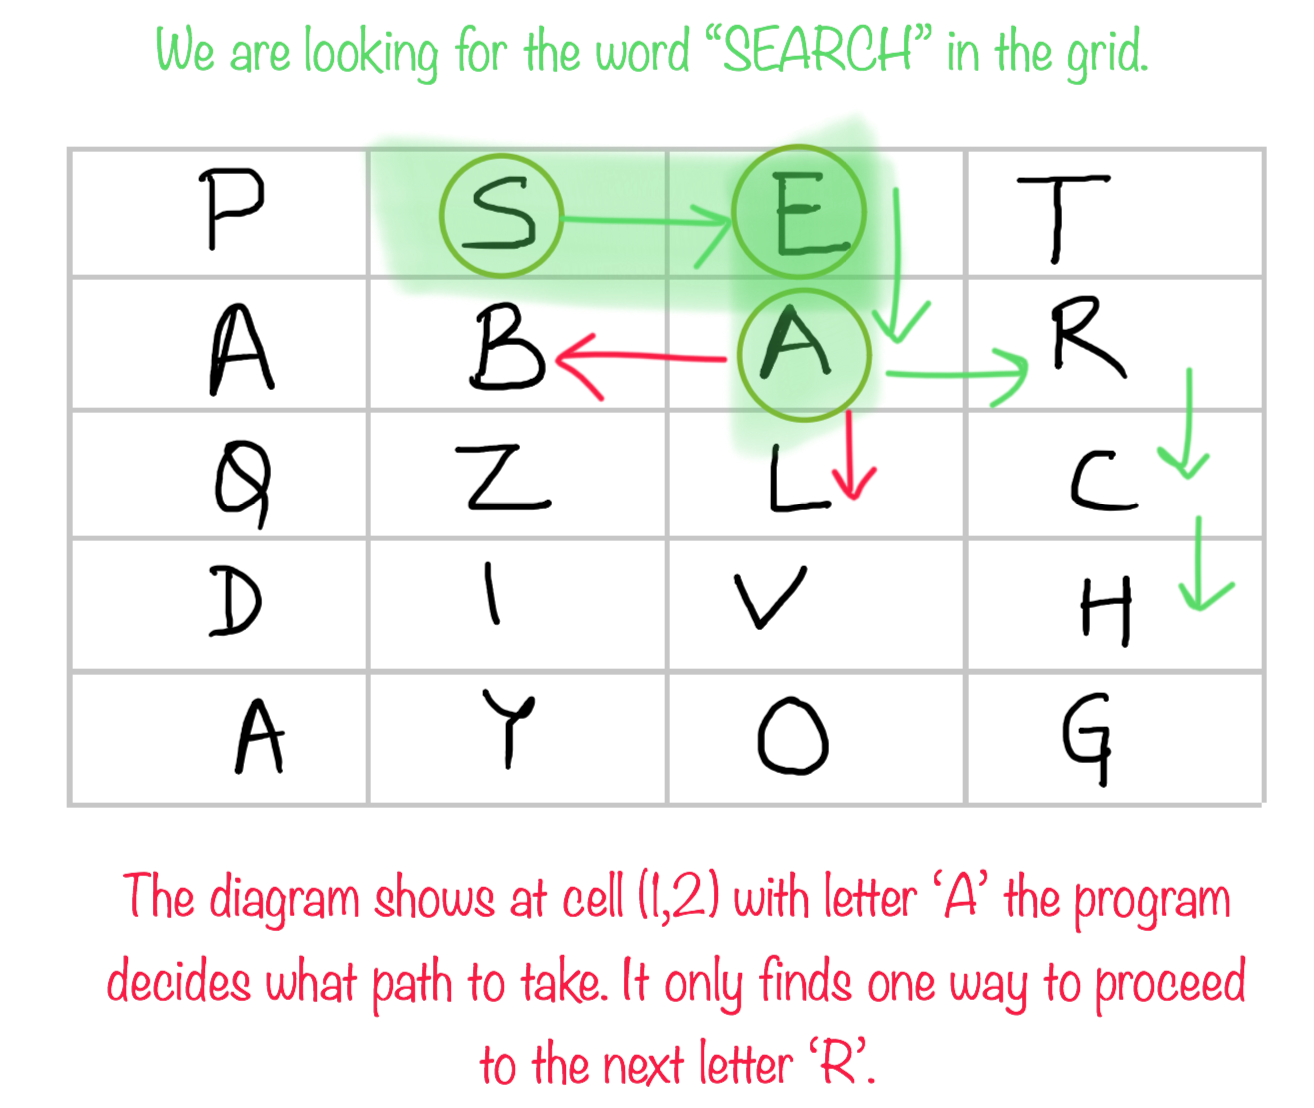 We are looking for the word “SEARCH” in the grid.
P S E T
A B A R
Q Z L C
D I V H
A Y O G
The diagram shows at cell (1,2) with letter ‘A’ the program
decides what path to take. It only finds one way to proceed
to the next letter ‘R’.